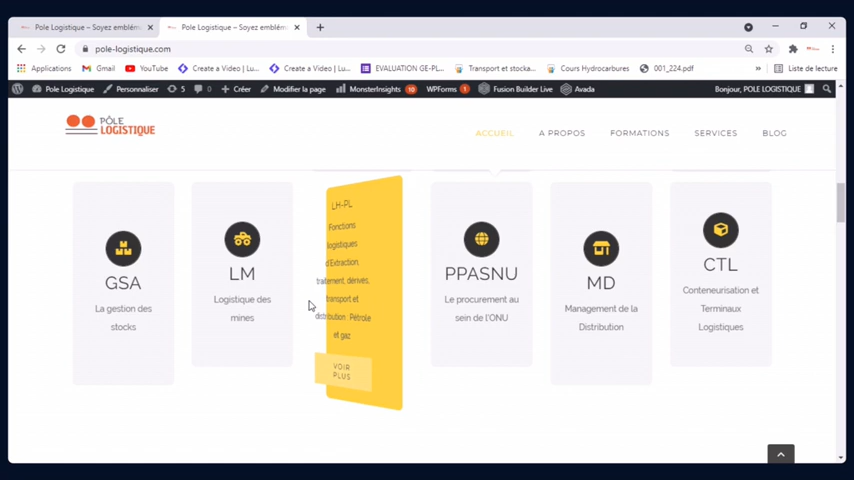 Pole Logistique – Soyez emblém
Pole Logistique – Soyez emblém
pole-logistique.com
Applications
Gmail
YouTube
Create a Video | Lu...
Create a Video | Lu...
EVALUATION GE-PL...
Transport et stocka...
Cours Hydrocarbures
001_224.pdf
»
Liste de lecture
Pole Logistique
Personnaliser
5
0
Créer
Modifier la page
MonsterInsights 10
WPForms 1
Fusion Builder Live
Avada
Bonjour, POLE LOGISTIQUE
PÔLE
LOGISTIQUE
ACCUEIL
A PROPOS
FORMATIONS
SERVICES
BLOG
GSA
La gestion des
stocks
LM
Logistique des
mines
LH-PL
Fonctions
logistiques
d'Extraction,
traitement, dérivés,
transport et
distribution : Pétrole
et gaz
VOIR
PLUS
PPASNU
Le procurement au
sein de l'ONU
MD
Management de la
Distribution
CTL
Conteneurisation et
Terminaux
Logistiques